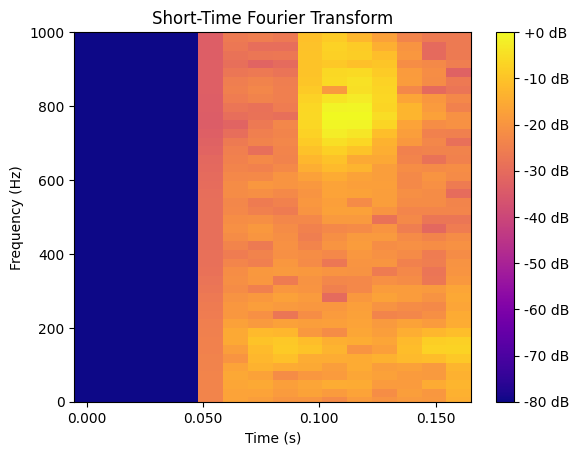 Short-Time Fourier Transform
1000
800
600
400
200
0
Frequency (Hz)
0.000
0.050
0.100
0.150
Time (s)
+0 dB
-10 dB
-20 dB
-30 dB
-40 dB
-50 dB
-60 dB
-70 dB
-80 dB